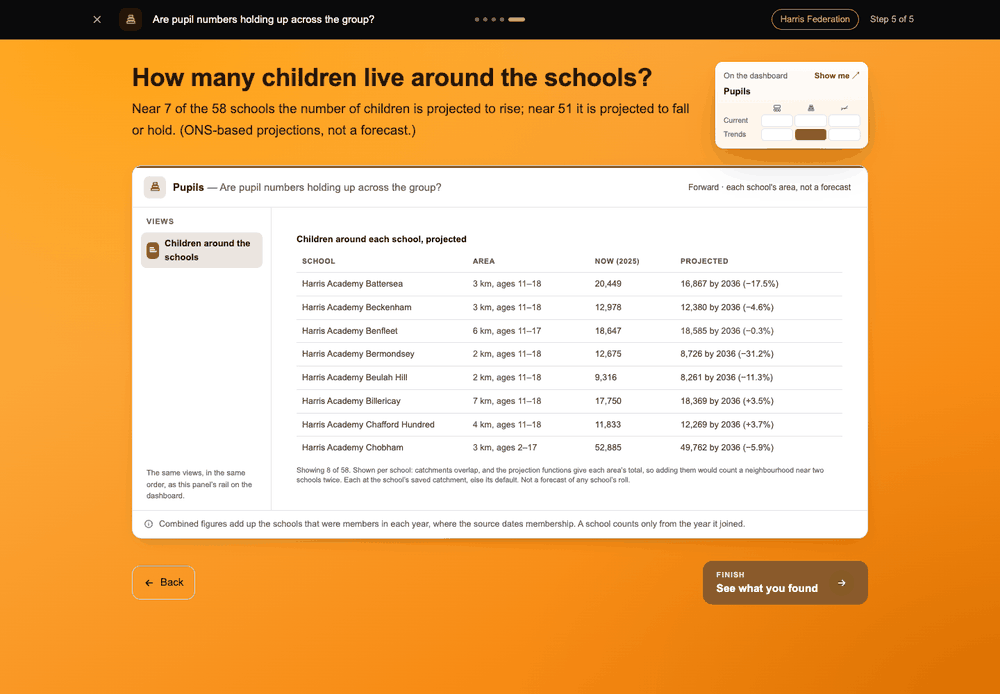 Are pupil numbers holding up across the group?
Harris Federation
Step 5 of 5
How many children live around the schools?
Near 7 of the 58 schools the number of children is projected to rise; near 51 it is projected to fall
or hold. (ONS-based projections, not a forecast.)
On the dashboard
Show me
Pupils
Current
Trends
Pupils — Are pupil numbers holding up across the group?
Forward · each school's area, not a forecast
VIEWS
Children around the
schools
The same views, in the same
order, as this panel's rail on the
dashboard.
Children around each school, projected
SCHOOL AREA NOW (2025) PROJECTED
Harris Academy Battersea 3 km, ages 11–18 20,449 16,867 by 2036 (−17.5%)
Harris Academy Beckenham 3 km, ages 11–18 12,978 12,380 by 2036 (−4.6%)
Harris Academy Benfleet 6 km, ages 11–17 18,647 18,585 by 2036 (−0.3%)
Harris Academy Bermondsey 2 km, ages 11–18 12,675 8,726 by 2036 (−31.2%)
Harris Academy Beulah Hill 2 km, ages 11–18 9,316 8,261 by 2036 (−11.3%)
Harris Academy Billericay 7 km, ages 11–18 17,750 18,369 by 2036 (+3.5%)
Harris Academy Chafford Hundred 4 km, ages 11–18 11,833 12,269 by 2036 (+3.7%)
Harris Academy Chobham 3 km, ages 2–17 52,885 49,762 by 2036 (−5.9%)
Showing 8 of 58. Shown per school: catchments overlap, and the projection functions give each area's total, so adding them would count a neighbourhood near two
schools twice. Each at the school's saved catchment, else its default. Not a forecast of any school's roll.
Combined figures add up the schools that were members in each year, where the source dates membership. A school counts only from the year it joined.
Back
FINISH
See what you found